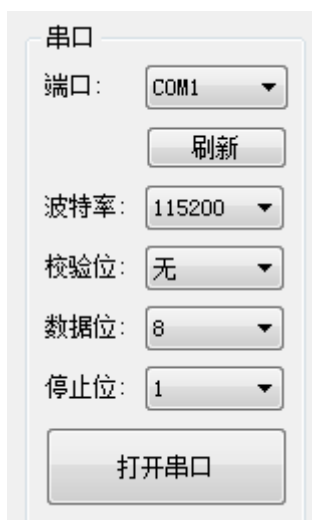 串口
端口: COM1
刷新
波特率: 115200
校验位: 无
数据位: 8
停止位: 1
打开串口